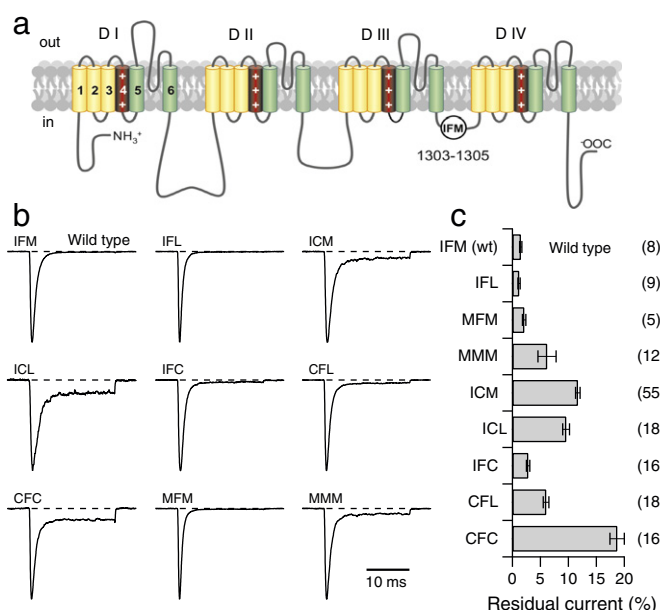 a
D I
D II
D III
D IV
out
1 2 3 4 5 6
+
+
+
+
+
+
+
+
+
+
+
in
NH3+
IFM
1303-1305
-OOC
b
IFM Wild type
IFL
ICM
ICL
IFC
CFL
CFC
MFM
MMM
10 ms
c
IFM (wt) Wild type (8)
IFL (9)
MFM (5)
MMM (12
ICM (55
ICL (18
IFC (16
CFL (18
CFC (16
0 5 10 15 20
Residual current (%)